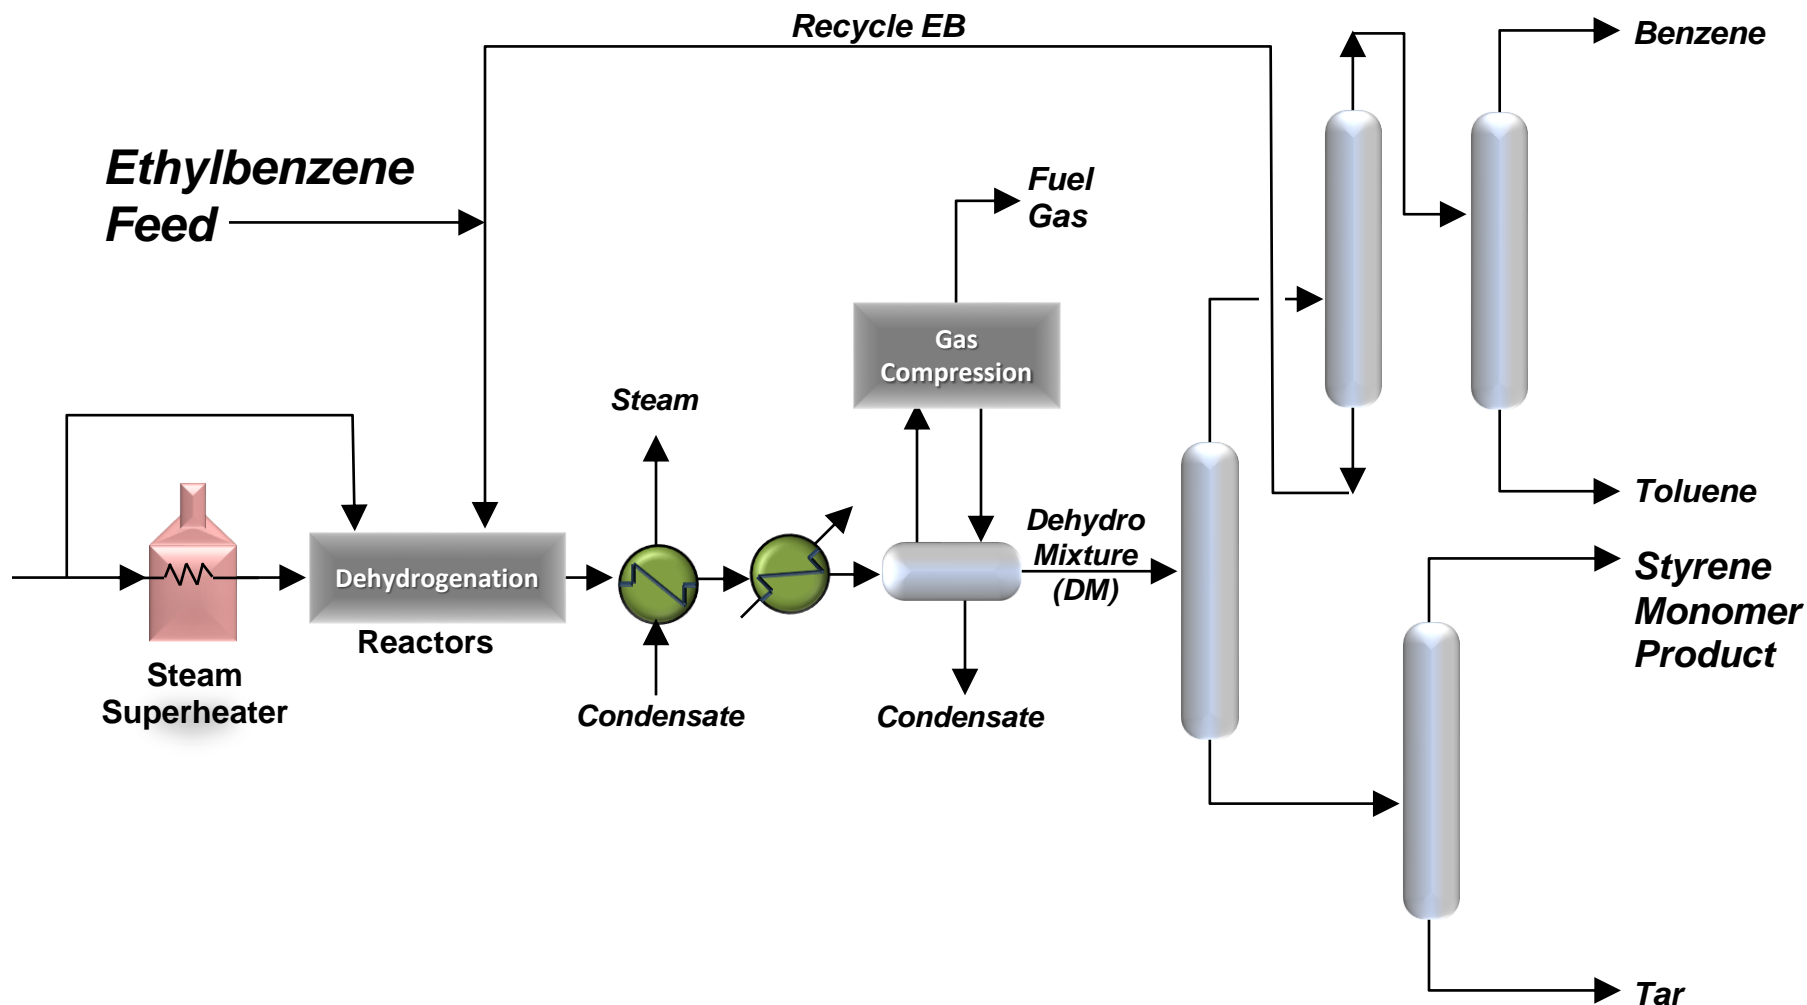 Recycle EB
Benzene
Ethylbenzene
Feed
Fuel
Gas
Gas
Compression
Steam
Toluene
Dehydro
Mixture
(DM)
Dehydrogenation
Reactors
Styrene
Monomer
Product
Steam
Superheater
Condensate
Condensate
Tar